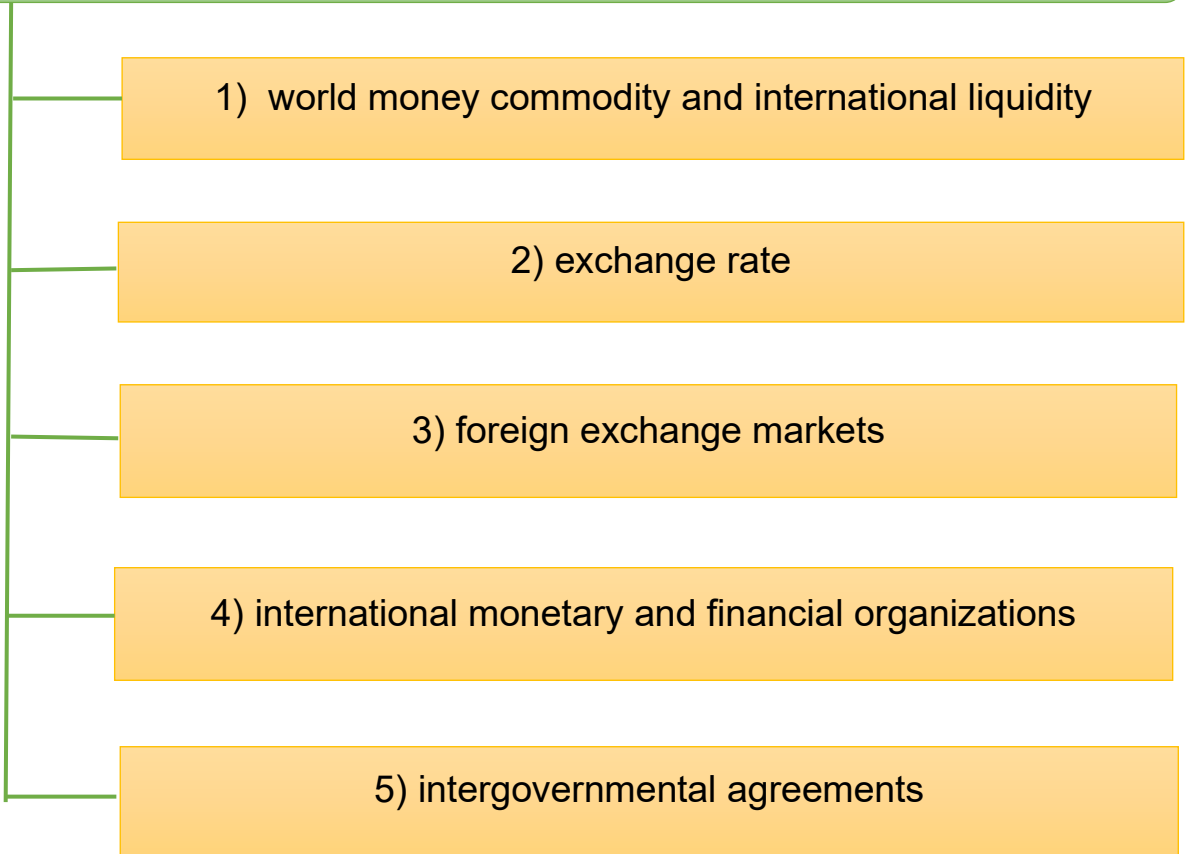 1) world money commodity and international liquidity
2) exchange rate
3) foreign exchange markets
4) international monetary and financial organizations
5) intergovernmental agreements